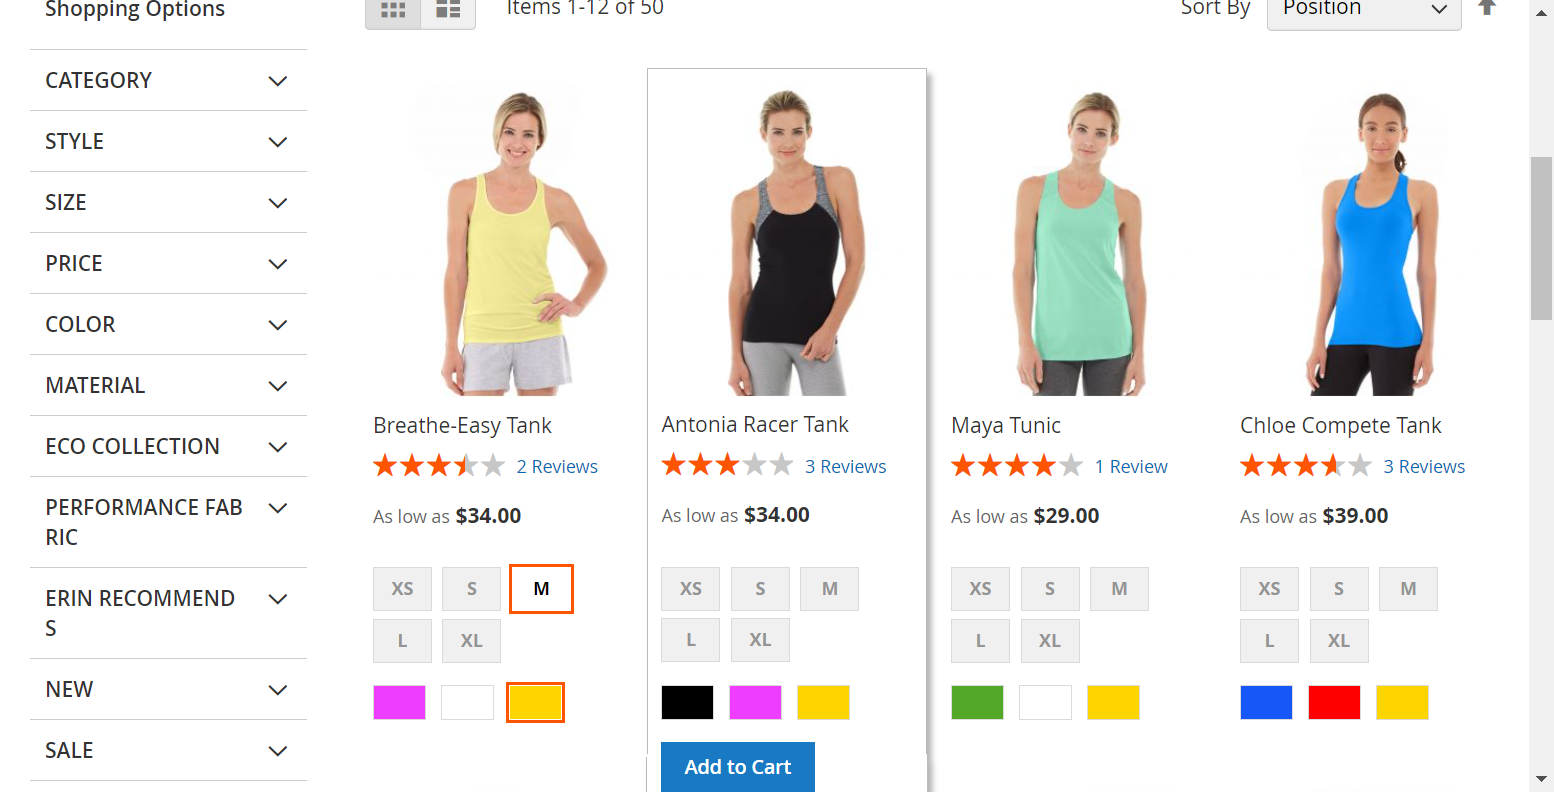 Shopping Options
CATEGORY
STYLE
SIZE
PRICE
COLOR
MATERIAL
ECO COLLECTION
PERFORMANCE FAB
RIC
ERIN RECOMMEND
S
NEW
SALE
Items 1-12 of 50
Sort By
Position
Breathe-Easy Tank
2 Reviews
As low as $34.00
XS S M
L XL
Antonia Racer Tank
3 Reviews
As low as $34.00
XS S M
L XL
Add to Cart
Maya Tunic
1 Review
As low as $29.00
XS S M
L XL
Chloe Compete Tank
3 Reviews
As low as $39.00
XS S M
L XL